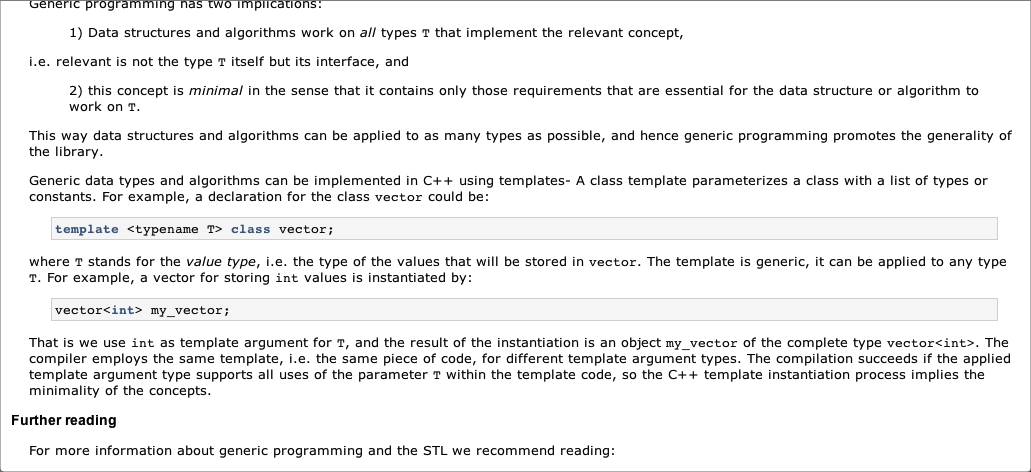 Generic programming has two implications:
1) Data structures and algorithms work on all types T that implement the relevant concept,
i.e. relevant is not the type T itself but its interface, and
2) this concept is minimal in the sense that it contains only those requirements that are essential for the data structure or algorithm to
work on T.
This way data structures and algorithms can be applied to as many types as possible, and hence generic programming promotes the generality of
the library.
Generic data types and algorithms can be implemented in C++ using templates- A class template parameterizes a class with a list of types or
constants. For example, a declaration for the class vector could be:
template <typename T> class vector;
where T stands for the value type, i.e. the type of the values that will be stored in vector. The template is generic, it can be applied to any type
T. For example, a vector for storing int values is instantiated by:
vector<int> my_vector;
That is we use int as template argument for T, and the result of the instantiation is an object my_vector of the complete type vector<int>. The
compiler employs the same template, i.e. the same piece of code, for different template argument types. The compilation succeeds if the applied
template argument type supports all uses of the parameter T within the template code, so the C++ template instantiation process implies the
minimality of the concepts.
Further reading
For more information about generic programming and the STL we recommend reading: